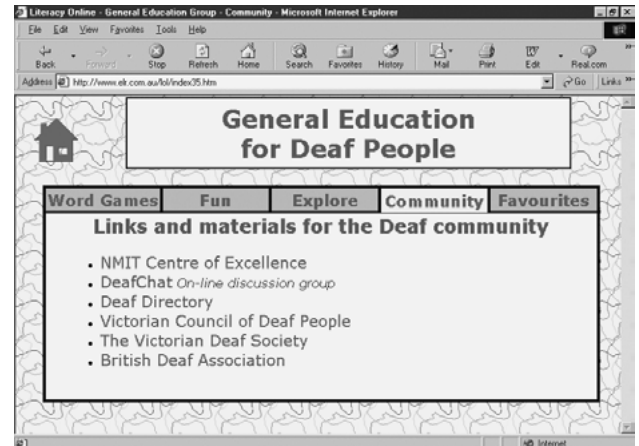 Literacy Online - General Education Group - Community - Microsoft Internet Explorer
File Edit View Favorites Tools Help
Back Forward Stop Refresh Home Search Favorites History Mail Print Edit Real.com
Address http://www.elr.com.au/lol/index35.htm Go Links
General Education
for Deaf People
Word Games Fun Explore Community Favourites
Links and materials for the Deaf community
• NMIT Centre of Excellence
• DeafChat On-line discussion group
• Deaf Directory
• Victorian Council of Deaf People
• The Victorian Deaf Society
• British Deaf Association
Internet